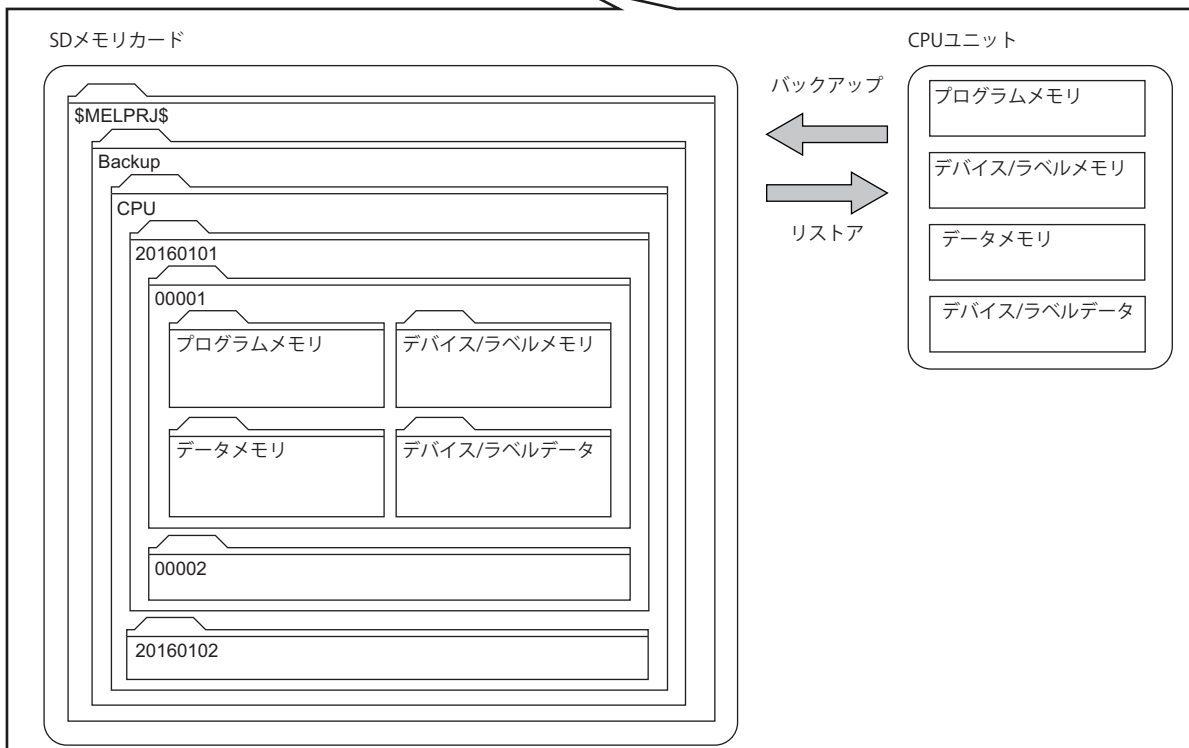 SDメモリカード
$MELPRJ$
Backup
CPU
20160101
00001
プログラムメモリ
デバイス/ラベルメモリ
データメモリ
デバイス/ラベルデータ
00002
20160102
バックアップ
リストア
CPUユニット
プログラムメモリ
デバイス/ラベルメモリ
データメモリ
デバイス/ラベルデータ